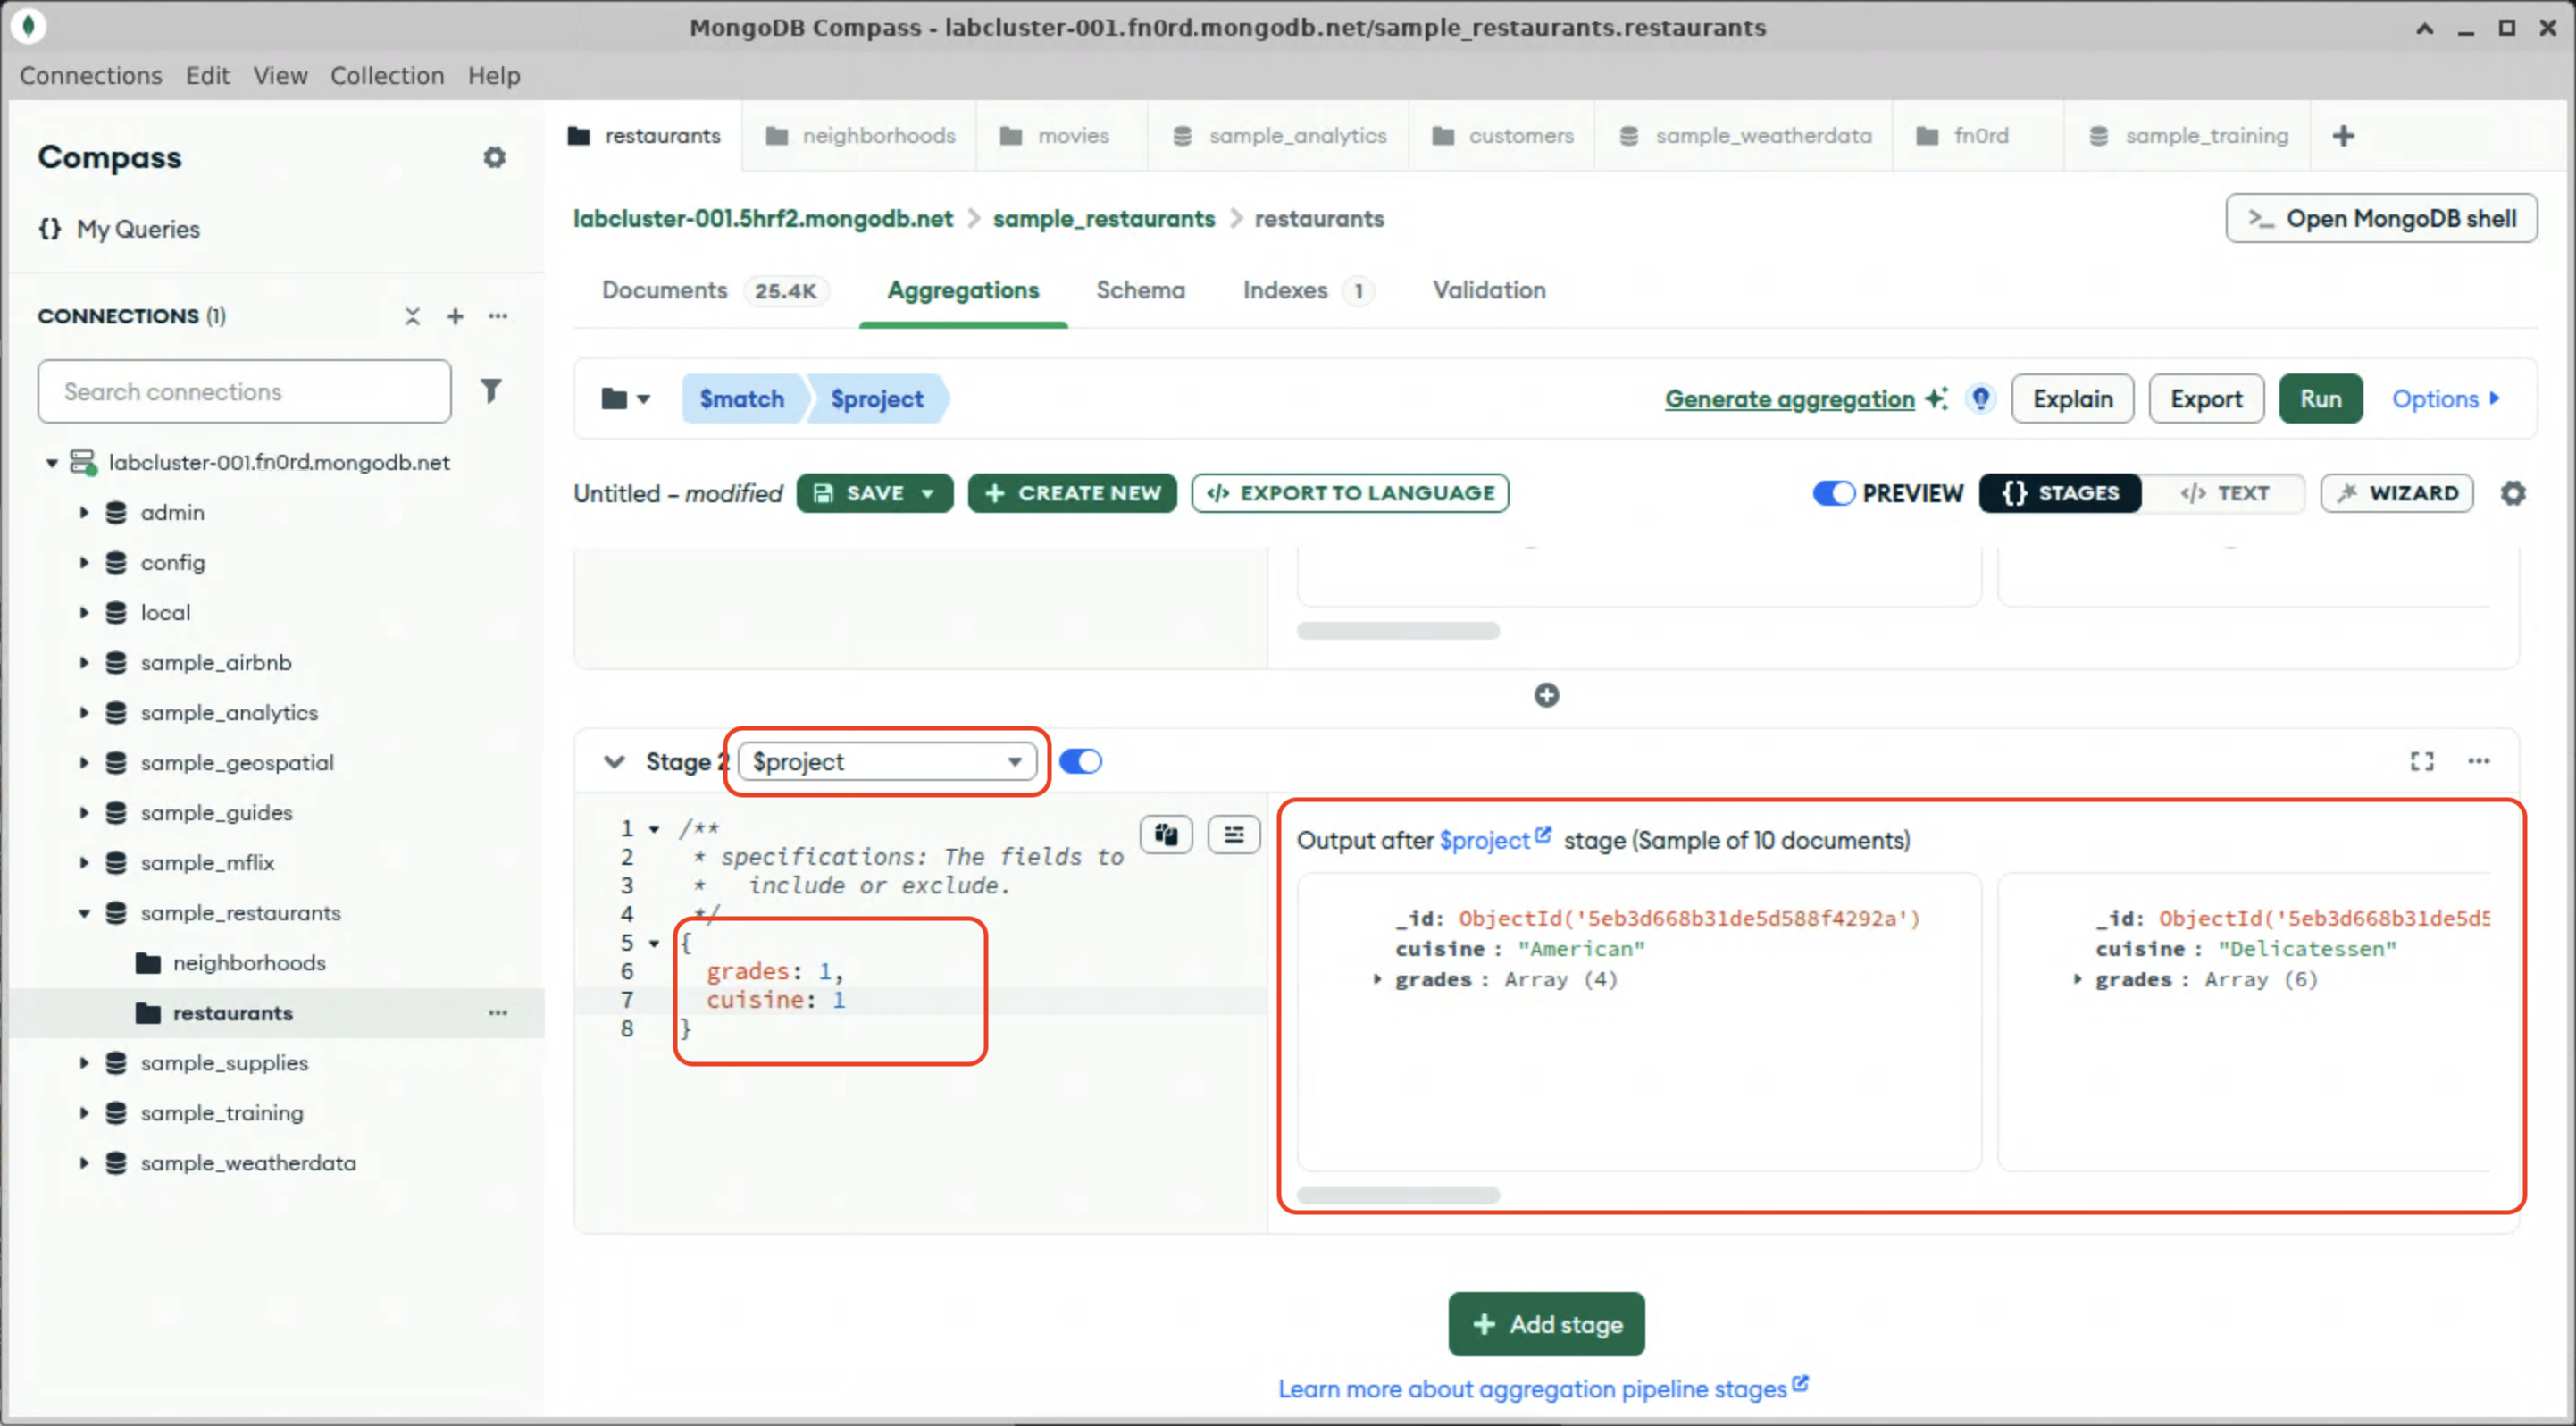 MongoDB Compass - labcluster-001.fn0rd.mongodb.net/sample_restaurants.restaurants
Connections Edit View Collection Help
Compass
{} My Queries
CONNECTIONS (1)
Search connections
labcluster-001.fn0rd.mongodb.net
admin
config
local
sample_airbnb
sample_analytics
sample_geospatial
sample_guides
sample_mflix
sample_restaurants
neighborhoods
restaurants
sample_supplies
sample_training
sample_weatherdata
restaurants neighborhoods movies sample_analytics customers sample_weatherdata fn0rd sample_training
labcluster-001.5hrf2.mongodb.net > sample_restaurants > restaurants
>_ Open MongoDB shell
Documents 25.4K Aggregations Schema Indexes 1 Validation
$match $project Generate aggregation Explain Export Run Options
Untitled – modified SAVE + CREATE NEW </> EXPORT TO LANGUAGE PREVIEW {} STAGES </> TEXT WIZARD
Stage 2 $project
1 /**
2 * specifications: The fields to
3 *   include or exclude.
4 */
5 {
6 grades: 1,
7 cuisine: 1
8 }
Output after $project stage (Sample of 10 documents)
_id: ObjectId('5eb3d668b31de5d588f4292a')
cuisine : "American"
grades : Array (4)
_id: ObjectId('5eb3d668b31de5d5
cuisine : "Delicatessen"
grades : Array (6)
+ Add stage
Learn more about aggregation pipeline stages